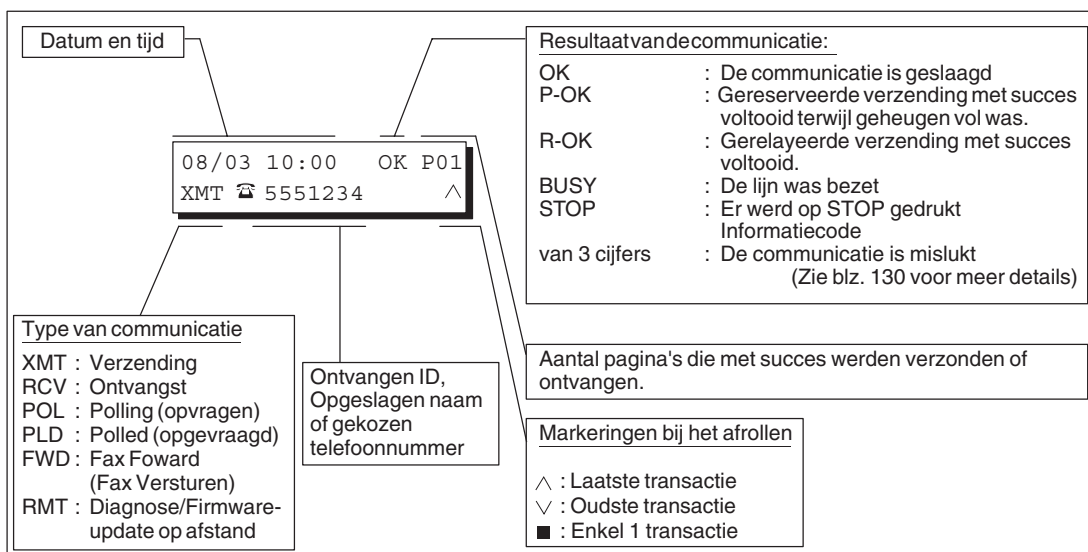 Datum en tijd
Resultaatvandecommunicatie:
OK : De communicatie is geslaagd
P-OK : Gereserveerde verzending met succes
voltooid terwijl geheugen vol was.
R-OK : Gerelayeerde verzending met succes
voltooid.
BUSY : De lijn was bezet
STOP : Er werd op STOP gedrukt
Informatiecode
van 3 cijfers : De communicatie is mislukt
(Zie blz. 130 voor meer details)
08/03 10:00 OK P01
XMT ☎ 5551234 ∧
Type van communicatie
XMT : Verzending
RCV : Ontvangst
POL : Polling (opvragen)
PLD : Polled (opgevraagd)
FWD : Fax Foward
(Fax Versturen)
RMT : Diagnose/Firmware-
update op afstand
Ontvangen ID,
Opgeslagen naam
of gekozen
telefoonnummer
Aantal pagina's die met succes werden verzonden of
ontvangen.
Markeringen bij het afrollen
∧ : Laatste transactie
∨ : Oudste transactie
■ : Enkel 1 transactie